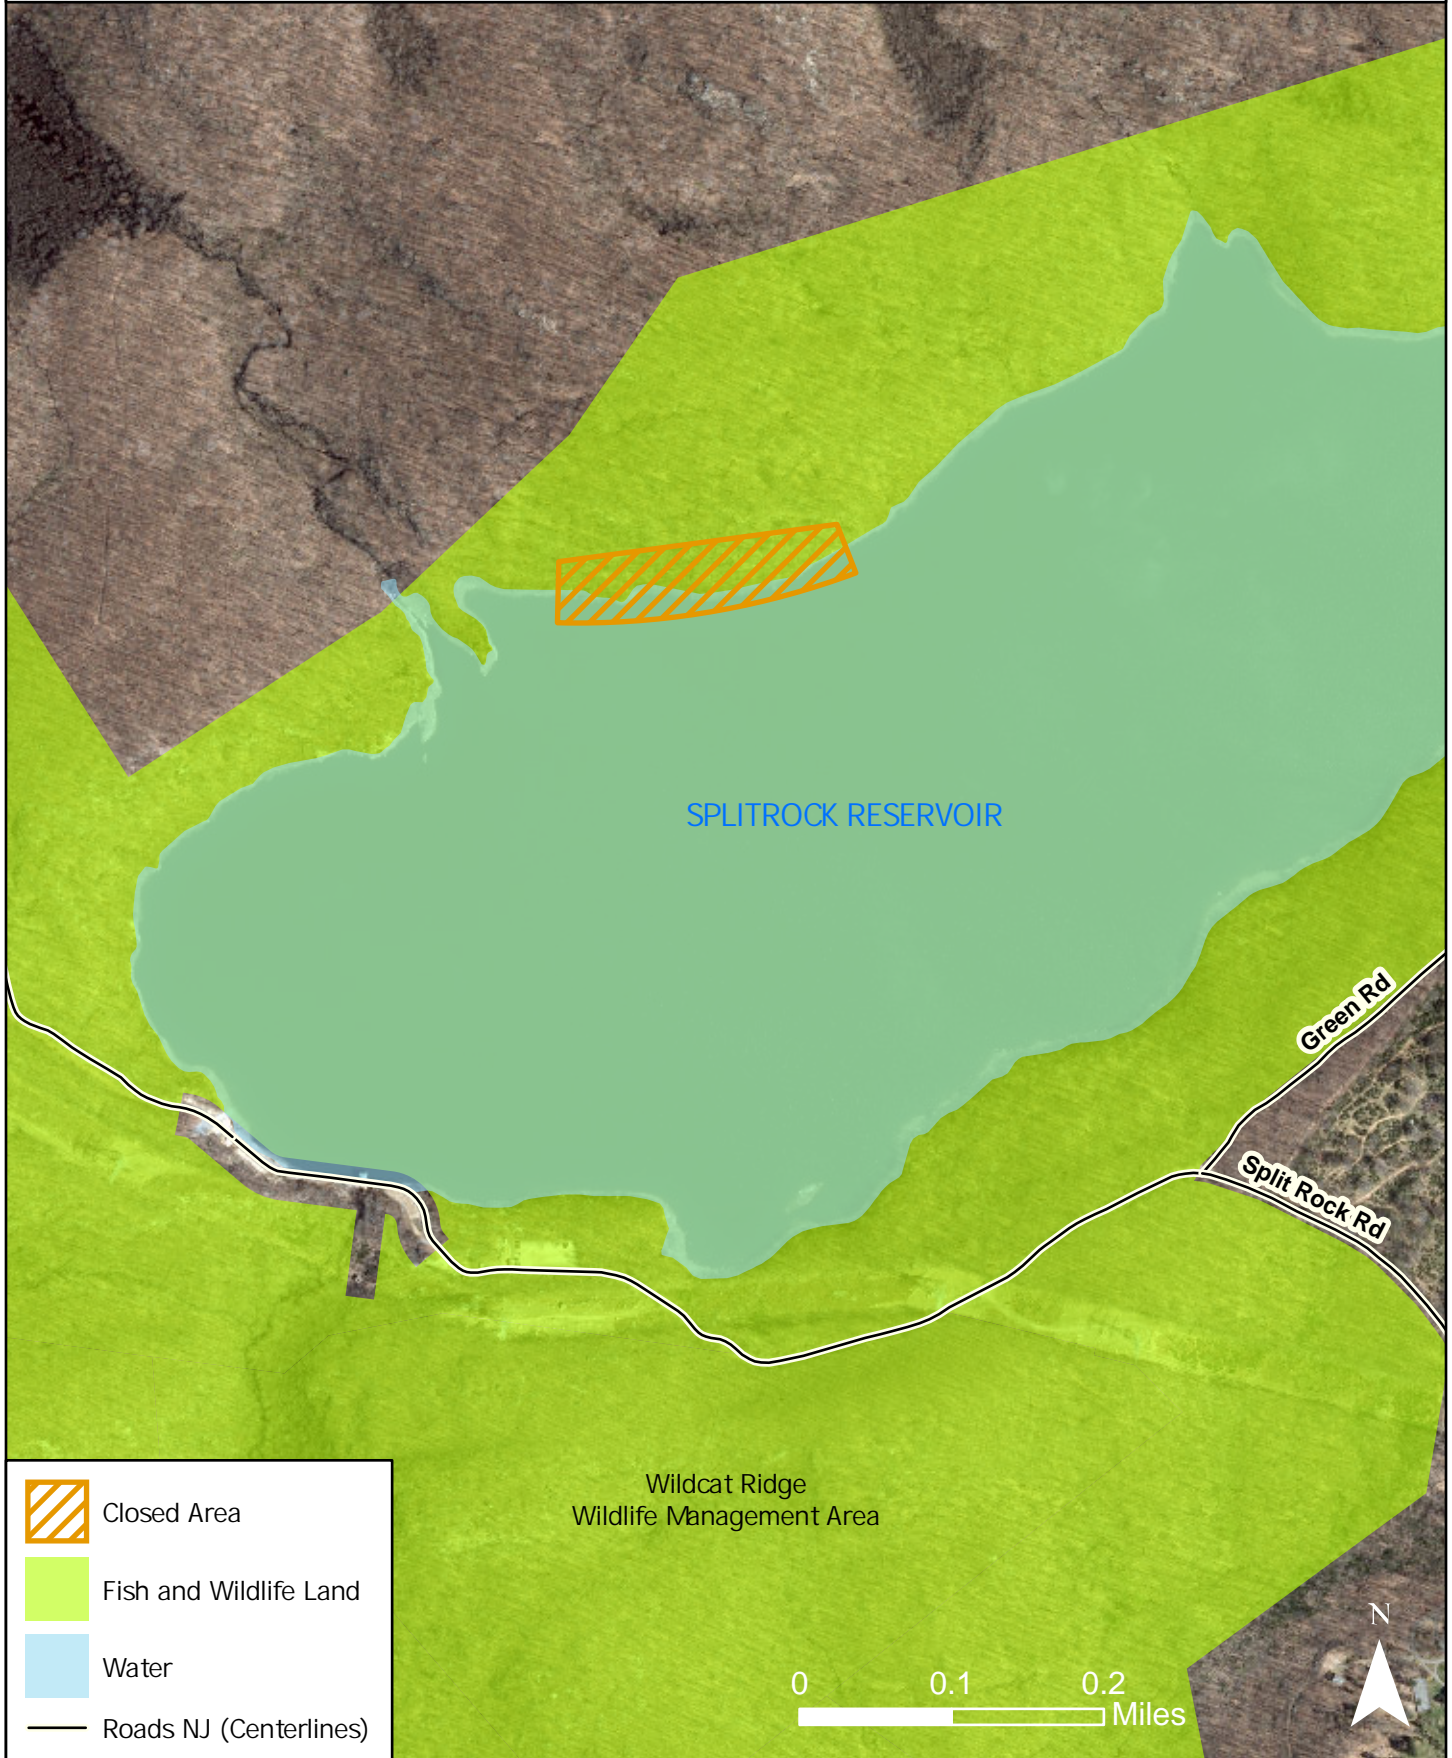 SPLITROCK RESERVOIR
Green Rd
Split Rock Rd
Wildcat Ridge
Wildlife Management Area
Closed Area
Fish and Wildlife Land
Water
Roads NJ (Centerlines)
N
0 0.1 0.2
Miles